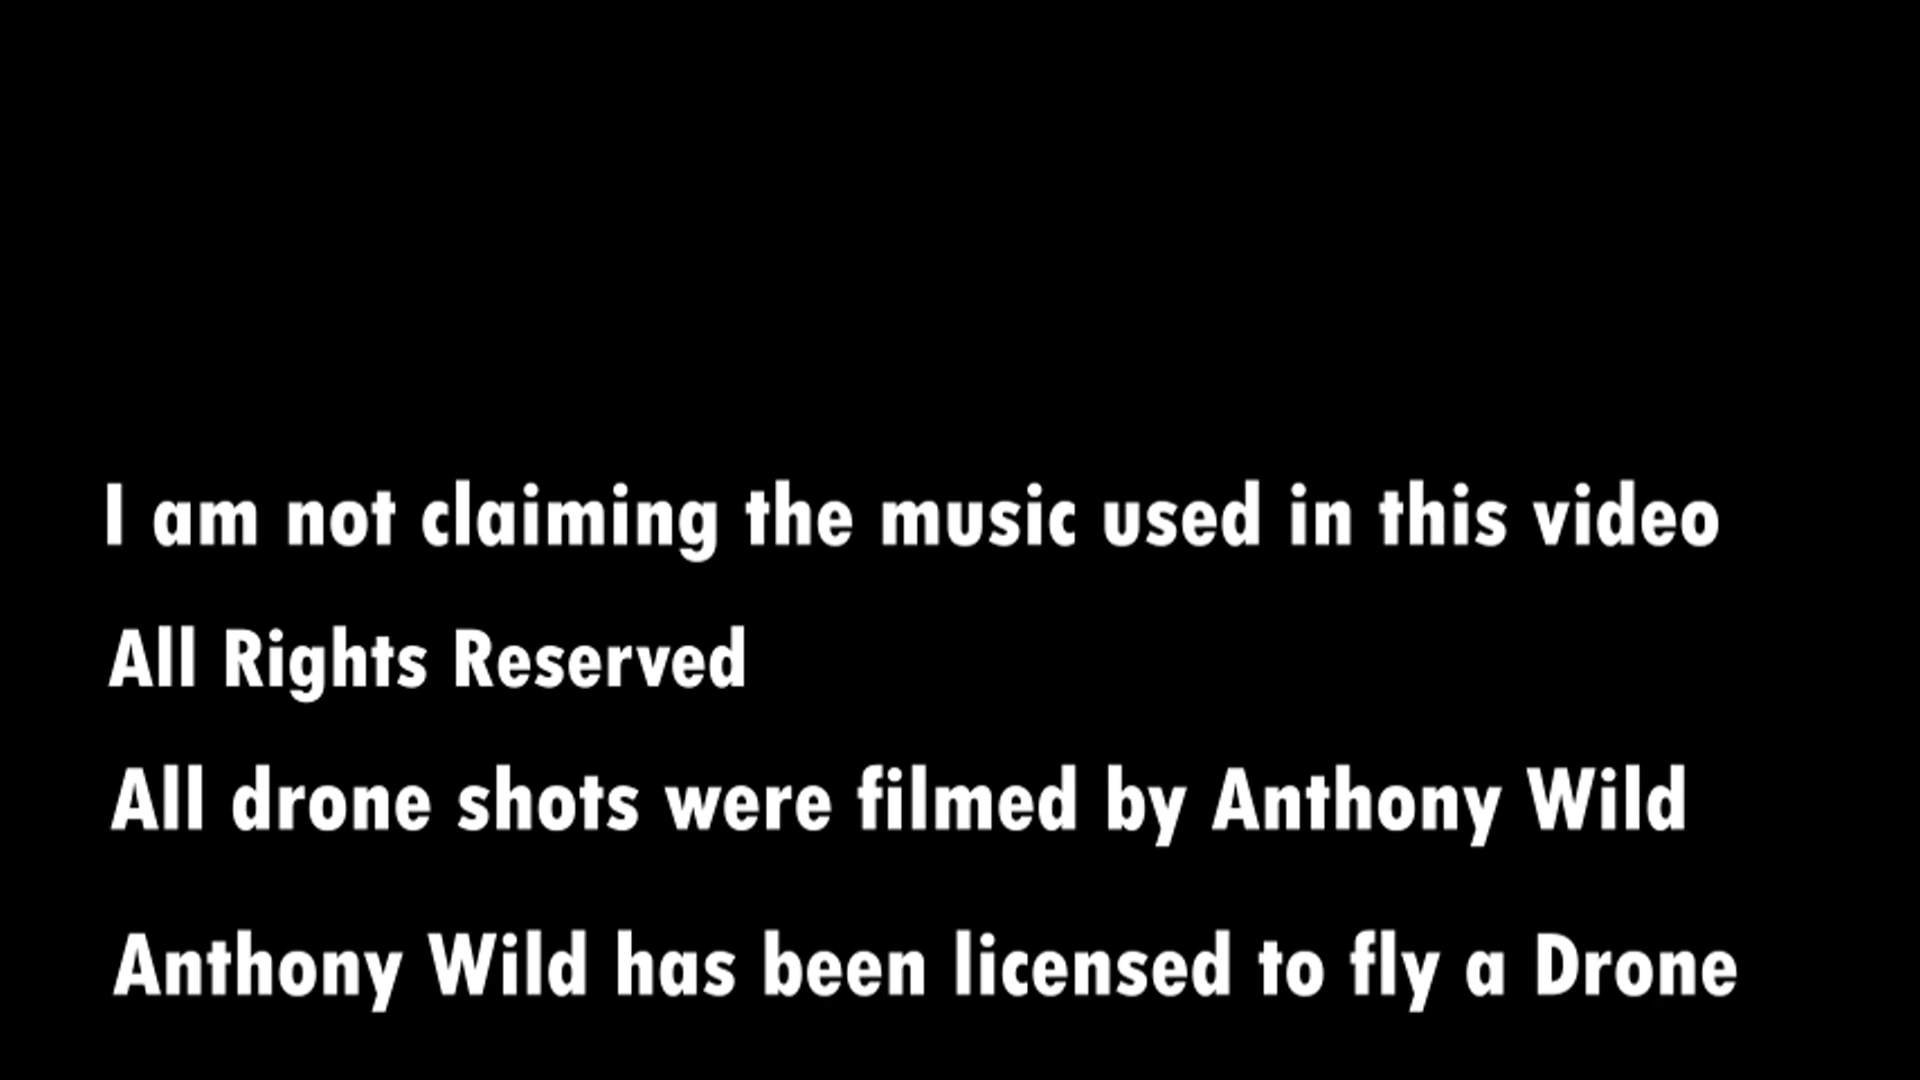 I am not claiming the music used in this video
All Rights Reserved
All drone shots were filmed by Anthony Wild
Anthony Wild has been licensed to fly a Drone